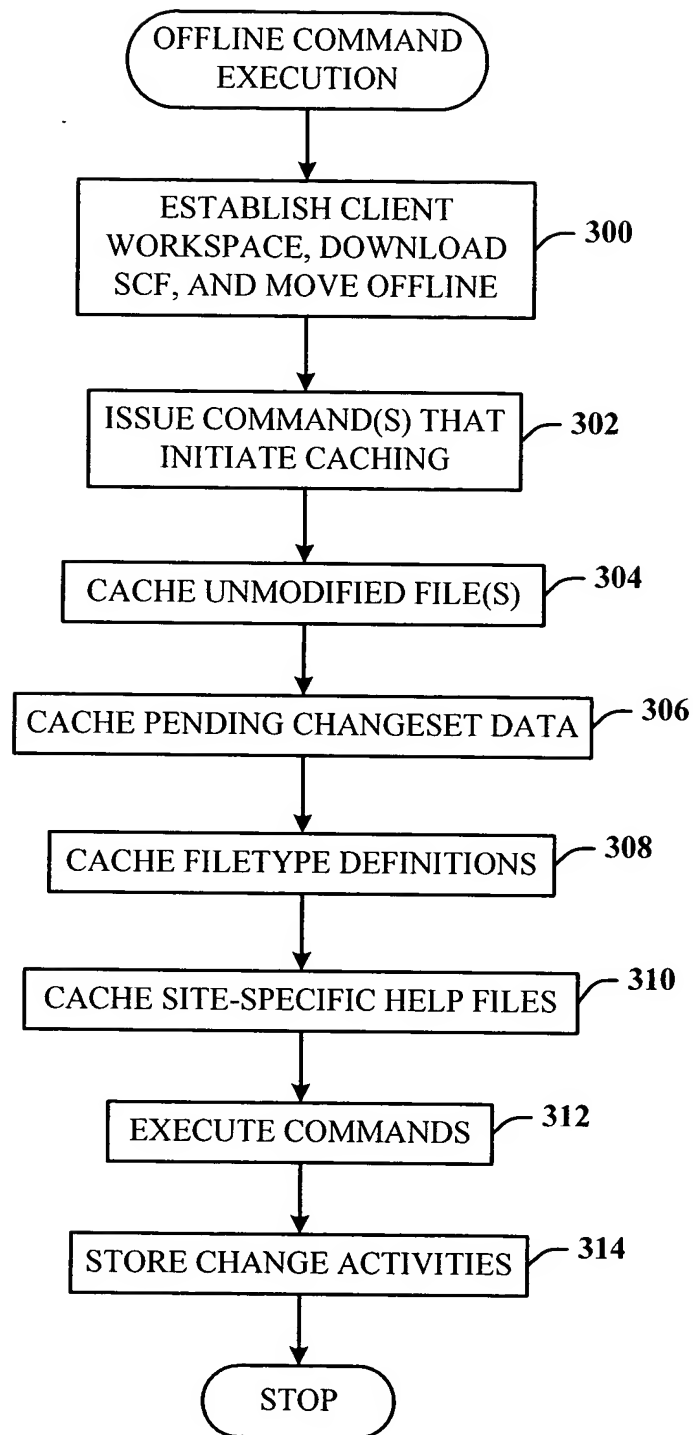 OFFLINE COMMAND
EXECUTION
ESTABLISH CLIENT
WORKSPACE, DOWNLOAD
SCF, AND MOVE OFFLINE
300
ISSUE COMMAND(S) THAT
INITIATE CACHING
302
CACHE UNMODIFIED FILE(S)
304
CACHE PENDING CHANGESET DATA
306
CACHE FILETYPE DEFINITIONS
308
CACHE SITE-SPECIFIC HELP FILES
310
EXECUTE COMMANDS
312
STORE CHANGE ACTIVITIES
314
STOP